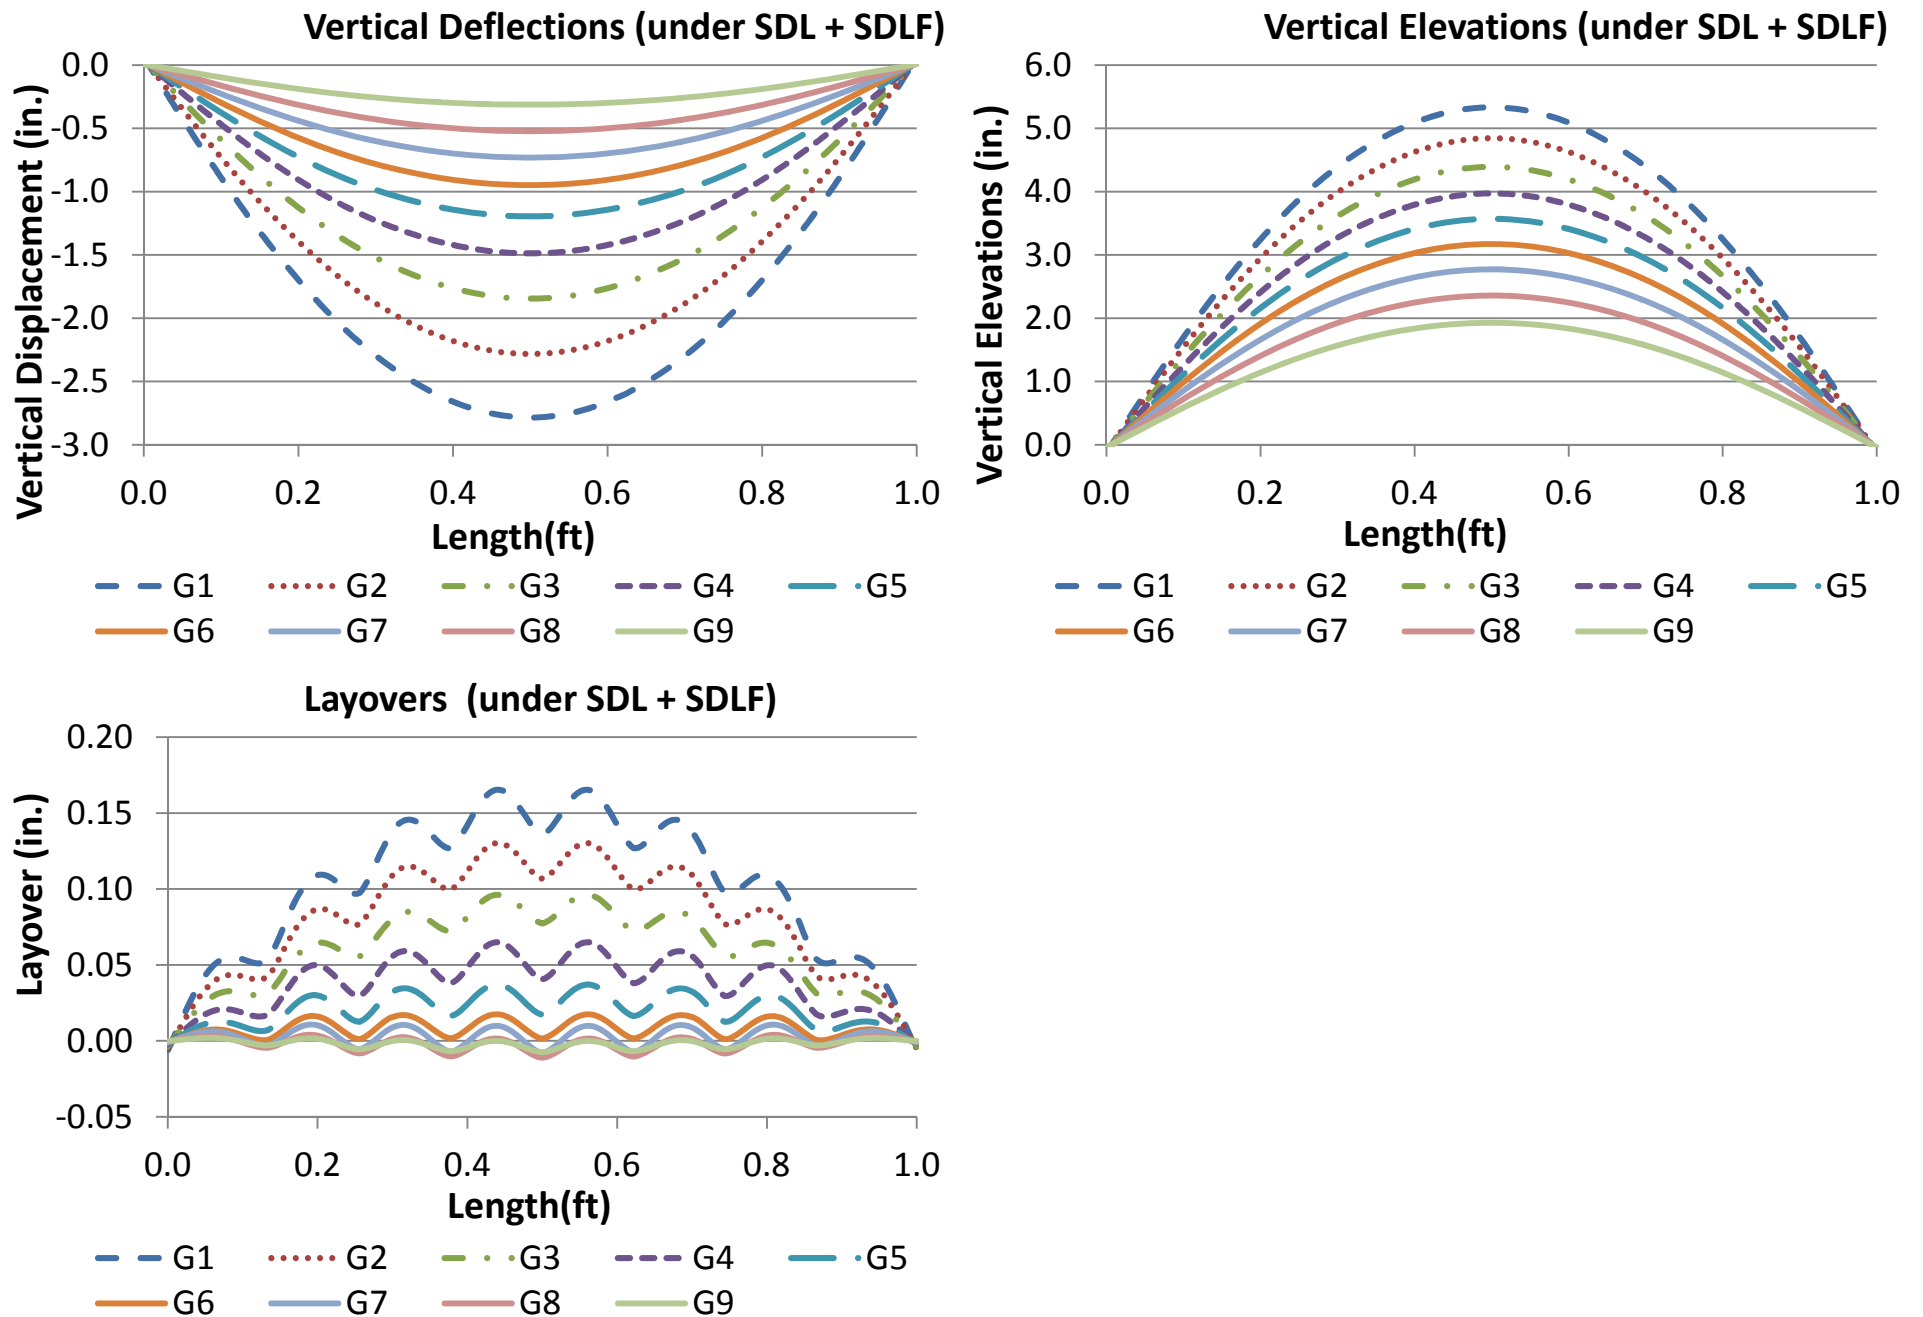 Vertical Deflections (under SDL + SDLF)
0.0
-0.5
-1.0
-1.5
-2.0
-2.5
-3.0
Vertical Displacement (in.)
0.0 0.2 0.4 0.6 0.8 1.0
Length(ft)
G1 G2 G3 G4 G5
G6 G7 G8 G9
Vertical Elevations (under SDL + SDLF)
6.0
5.0
4.0
3.0
2.0
1.0
0.0
Vertical Elevations (in.)
0.0 0.2 0.4 0.6 0.8 1.0
Length(ft)
G1 G2 G3 G4 G5
G6 G7 G8 G9
Layovers (under SDL + SDLF)
0.20
0.15
0.10
0.05
0.00
-0.05
Layover (in.)
0.0 0.2 0.4 0.6 0.8 1.0
Length(ft)
G1 G2 G3 G4 G5
G6 G7 G8 G9